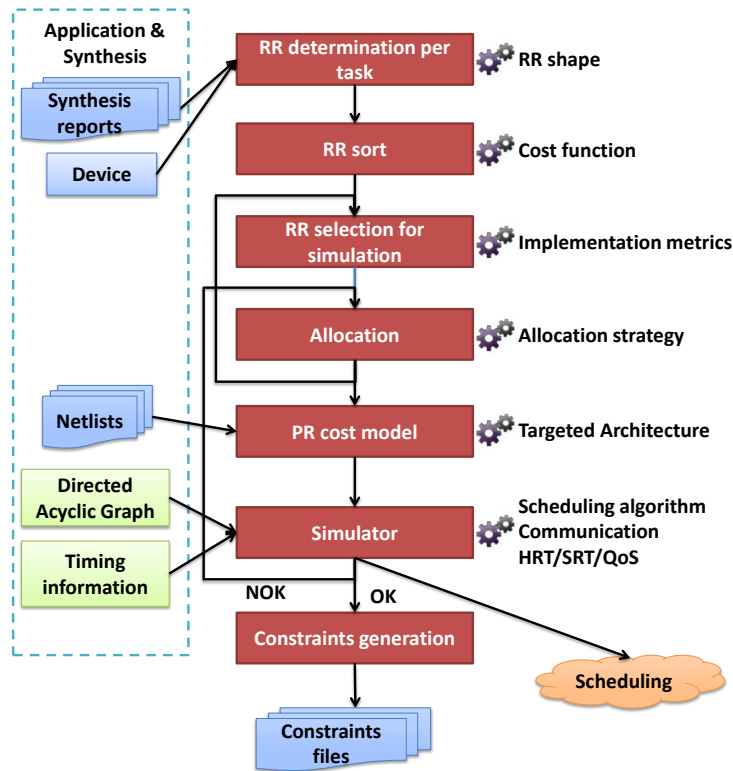 Application &
Synthesis
RR determination per
task
RR shape
Synthesis
reports
RR sort
Cost function
Device
RR selection for
simulation
Implementation metrics
Allocation
Allocation strategy
Netlists
PR cost model
Targeted Architecture
Directed
Acyclic Graph
Simulator
Scheduling algorithm
Communication
HRT/SRT/QoS
Timing
information
NOK
OK
Constraints generation
Scheduling
Constraints
files